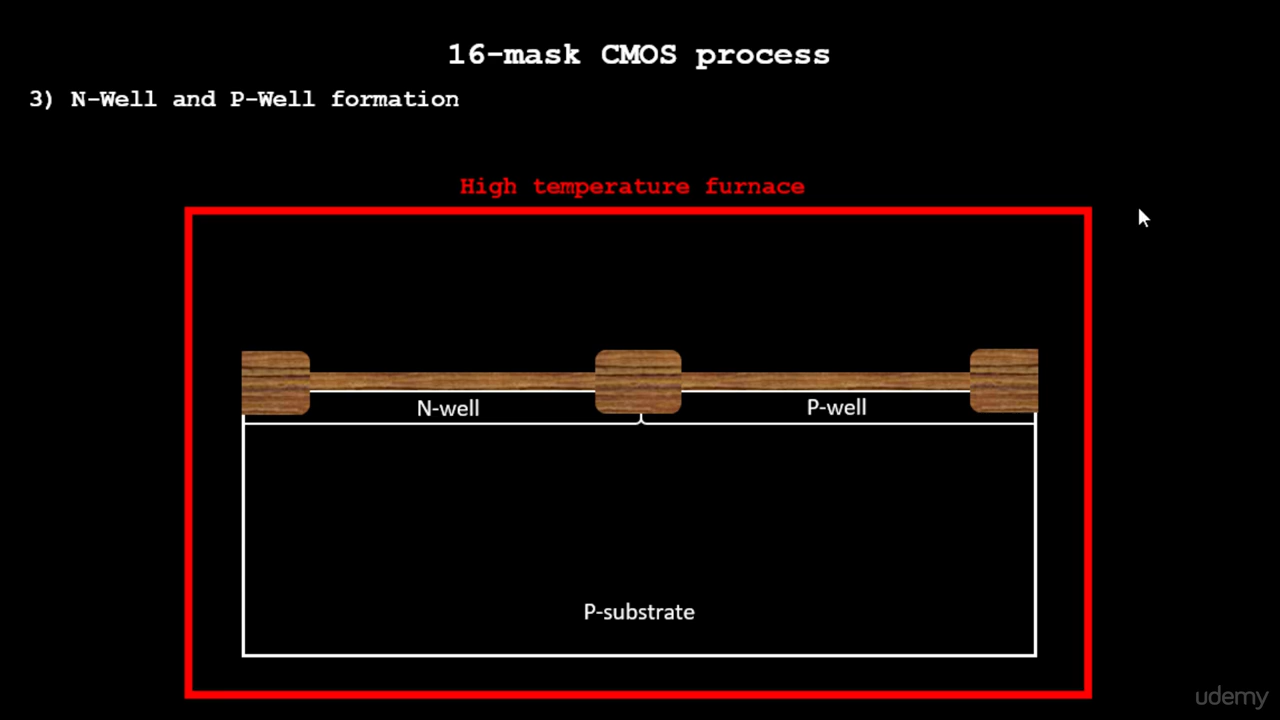 16-mask CMOS process
3) N-Well and P-Well formation
High temperature furnace
N-well
P-well
P-substrate
udemy